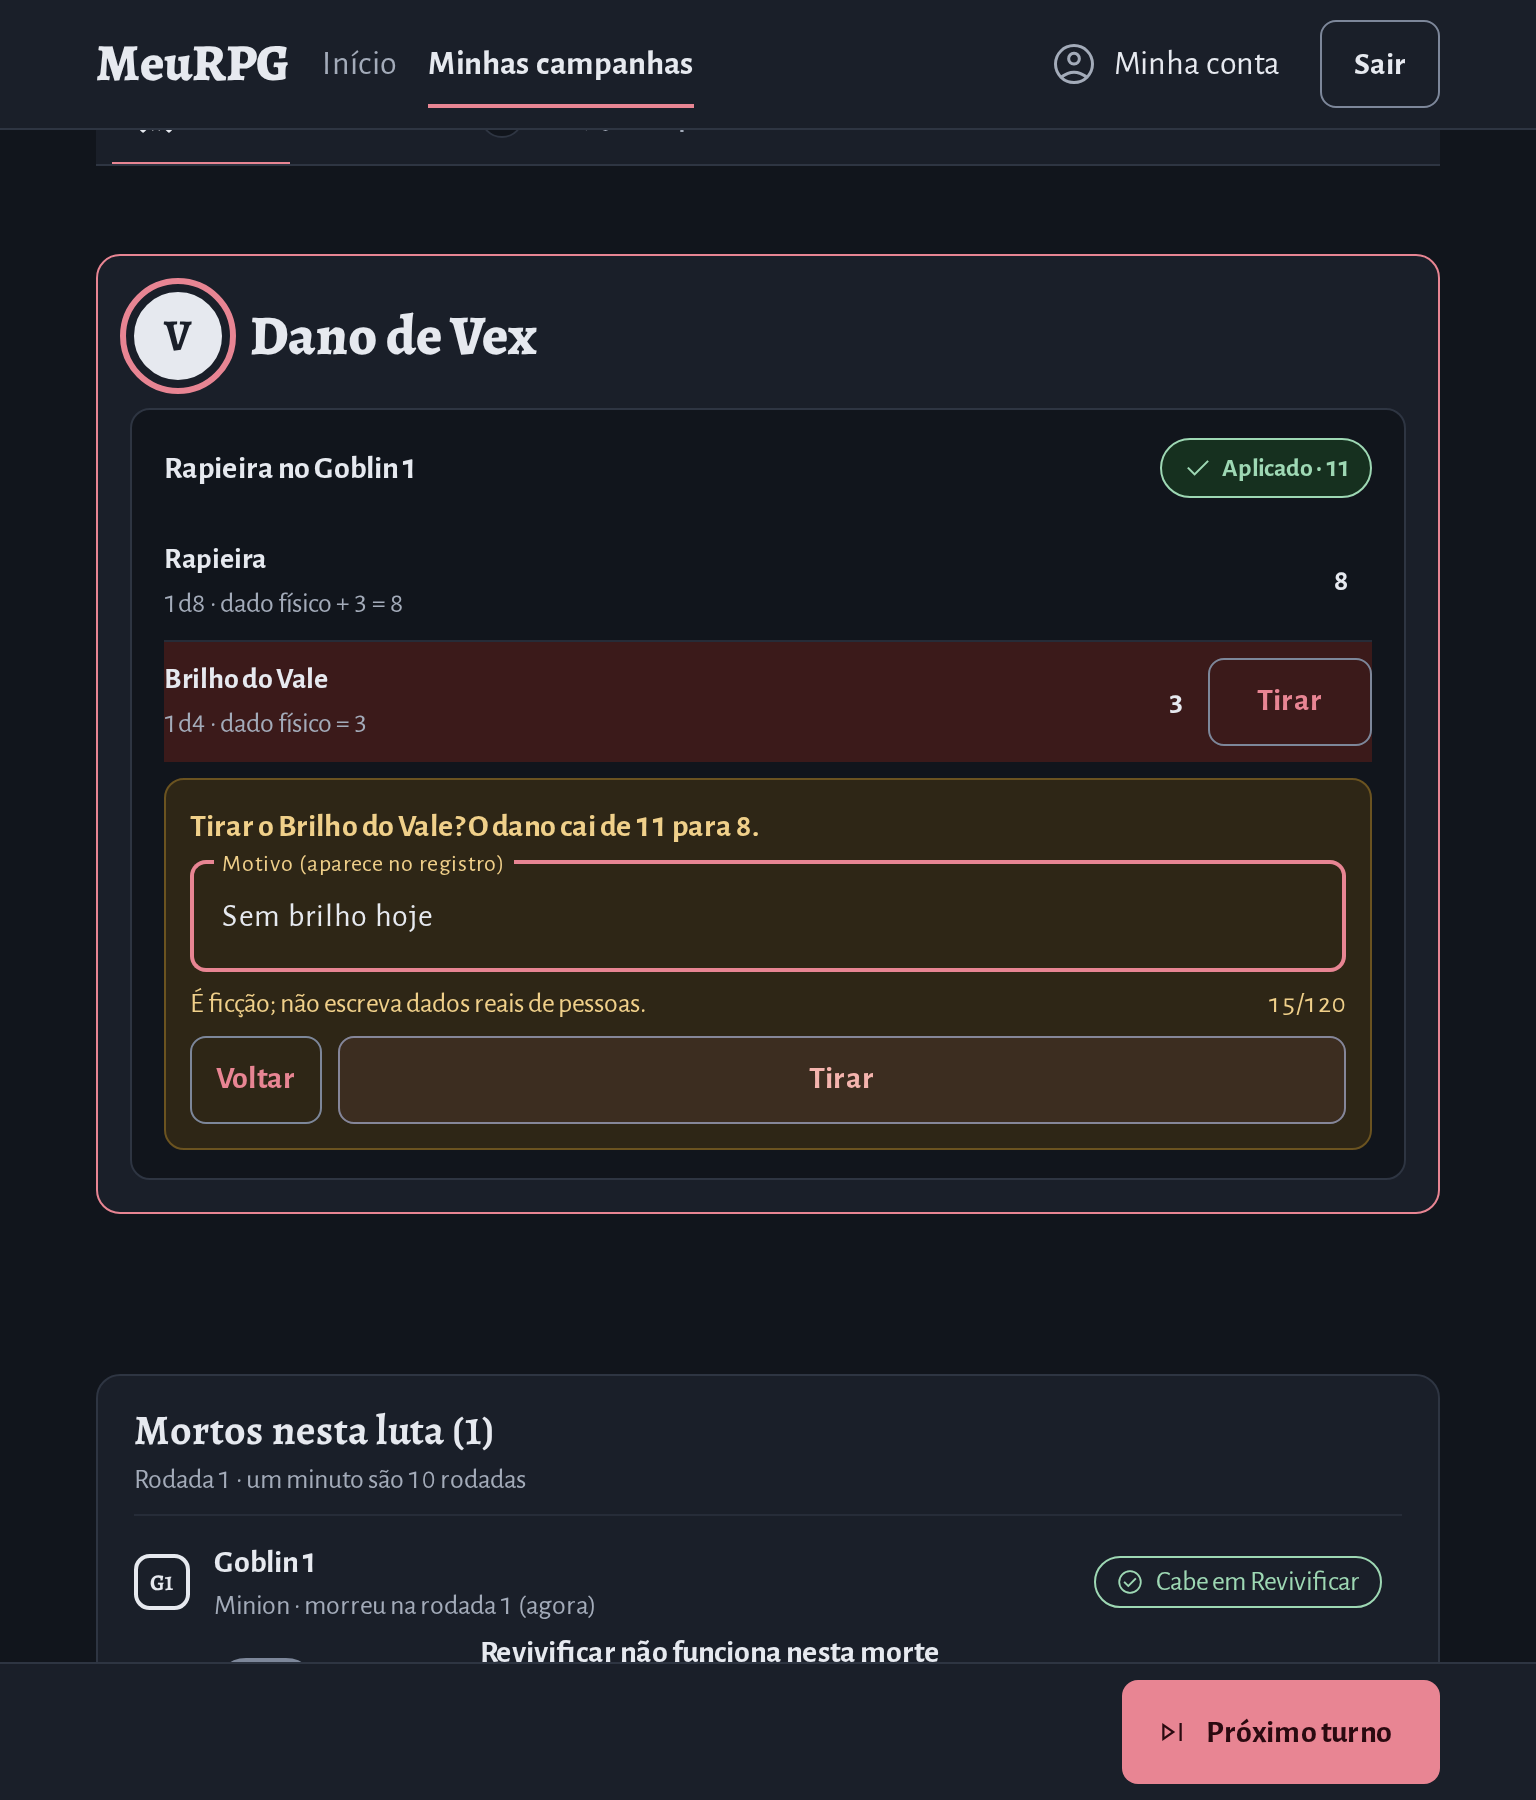 MeuRPG Início Minhas campanhas Minha conta Sair
V Dano de Vex
Rapieira no Goblin 1 Aplicado · 11
Rapieira
1d8 · dado físico + 3 = 8
8
Brilho do Vale
1d4 · dado físico = 3
3 Tirar
Tirar o Brilho do Vale? O dano cai de 11 para 8.
Motivo (aparece no registro)
Sem brilho hoje
É ficção; não escreva dados reais de pessoas. 15/120
Voltar Tirar
Mortos nesta luta (1)
Rodada 1 · um minuto são 10 rodadas
G1 Goblin 1
Minion · morreu na rodada 1 (agora)
Cabe em Revivificar
Revivificar não funciona nesta morte
Próximo turno